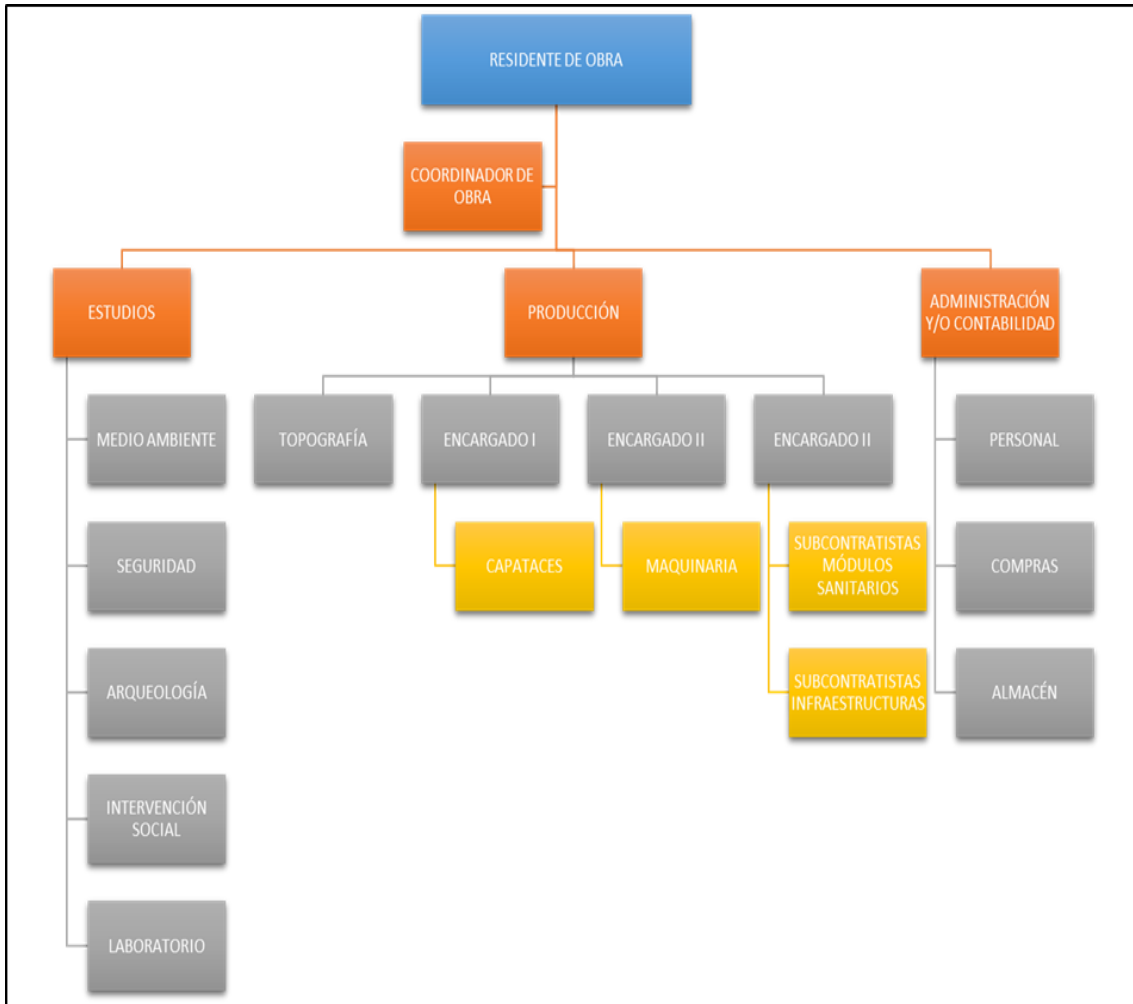 RESIDENTE DE OBRA
COORDINADOR DE
OBRA
ESTUDIOS
PRODUCCIÓN
ADMINISTRACIÓN
Y/O CONTABILIDAD
MEDIO AMBIENTE
TOPOGRAFÍA
ENCARGADO I
ENCARGADO II
ENCARGADO II
PERSONAL
SEGURIDAD
CAPATACES
MAQUINARIA
SUBCONTRATISTAS
MÓDULOS
SANITARIOS
COMPRAS
ARQUEOLOGÍA
SUBCONTRATISTAS
INFRAESTRUCTURAS
ALMACÉN
INTERVENCIÓN
SOCIAL
LABORATORIO